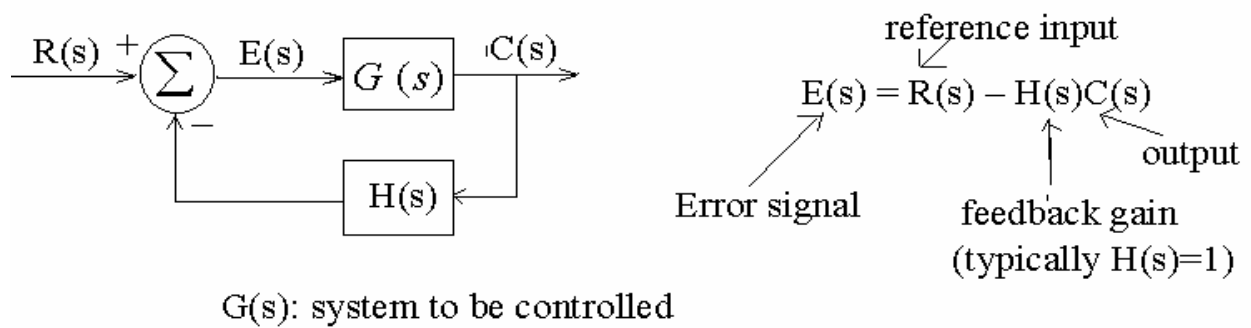 R(s) +
Σ
E(s)
G (s)
C(s)
−
H(s)
G(s): system to be controlled
reference input
E(s) = R(s) – H(s)C(s)
Error signal
output
feedback gain
(typically H(s)=1)